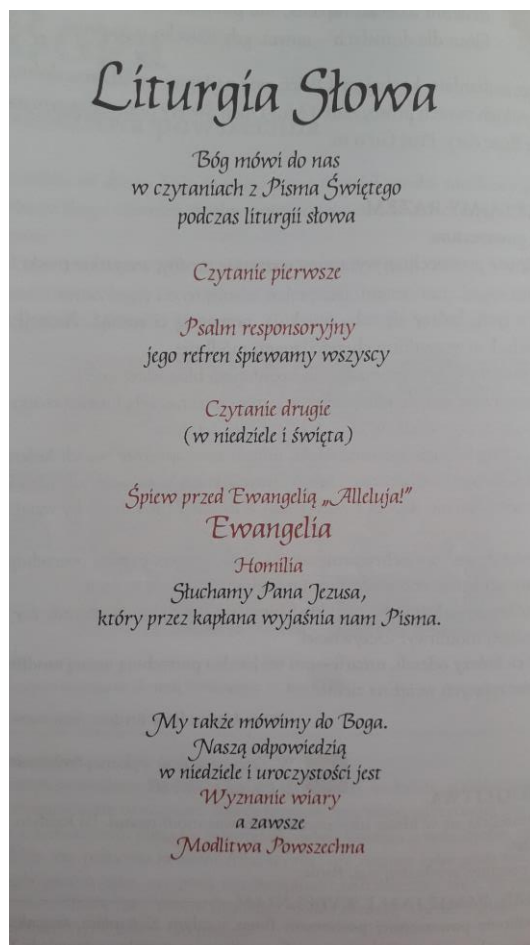 Liturgia Słowa
Bóg mówi do nas
w czytaniach z Pisma Świętego
podczas liturgii słowa
Czytanie pierwsze
Psalm responsoryjny
jego refren śpiewamy wszyscy
Czytanie drugie
(w niedziele i święta)
Śpiew przed Ewangelią „Alleluja!”
Ewangelia
Homilia
Słuchamy Pana Jezusa,
który przez kapłana wyjaśnia nam Pisma.
My także mówimy do Boga.
Naszą odpowiedzią
w niedziele i uroczystości jest
Wyznanie wiary
a zawsze
Modlitwa Powszechna